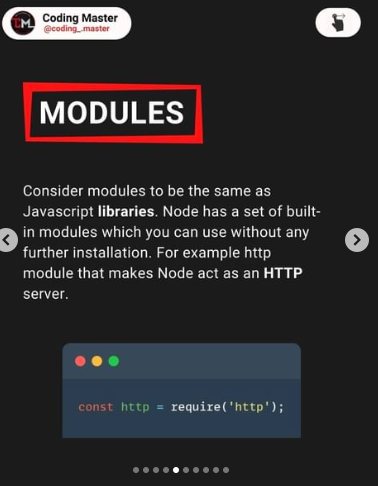 Coding Master
@coding_.master
MODULES
Consider modules to be the same as
Javascript libraries. Node has a set of built-
in modules which you can use without any
further installation. For example http
module that makes Node act as an HTTP
server.
const http = require('http');